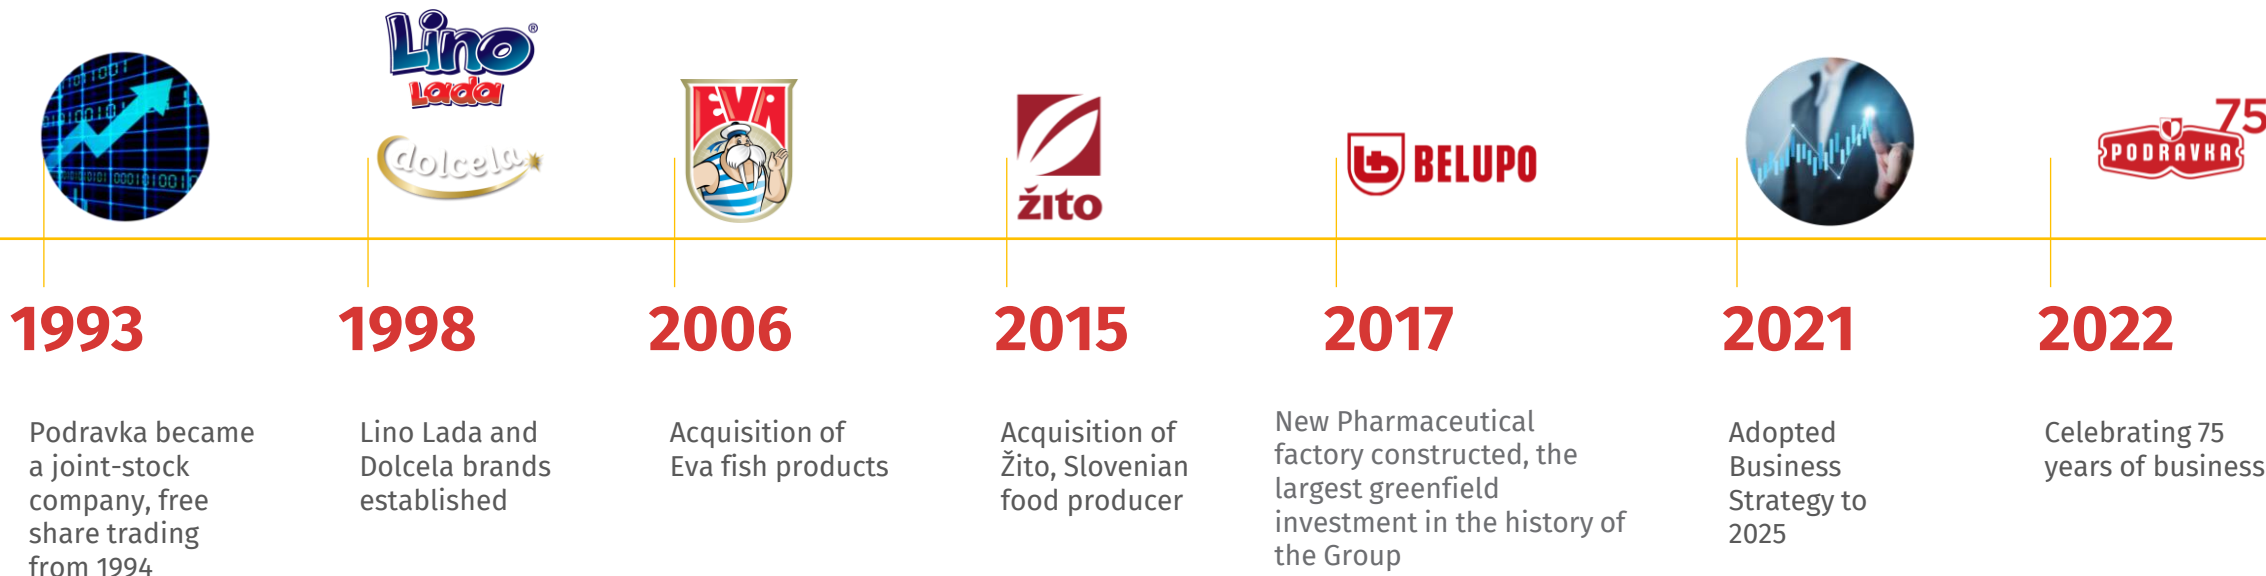 Lino®
Lada
dolcela
EVA
žito
BELUPO
75
PODRAVKA
1993
1998
2006
2015
2017
2021
2022
Podravka became
a joint-stock
company, free
share trading
from 1994
Lino Lada and
Dolcela brands
established
Acquisition of
Eva fish products
Acquisition of
Žito, Slovenian
food producer
New Pharmaceutical
factory constructed, the
largest greenfield
investment in the history of
the Group
Adopted
Business
Strategy to
2025
Celebrating 75
years of business